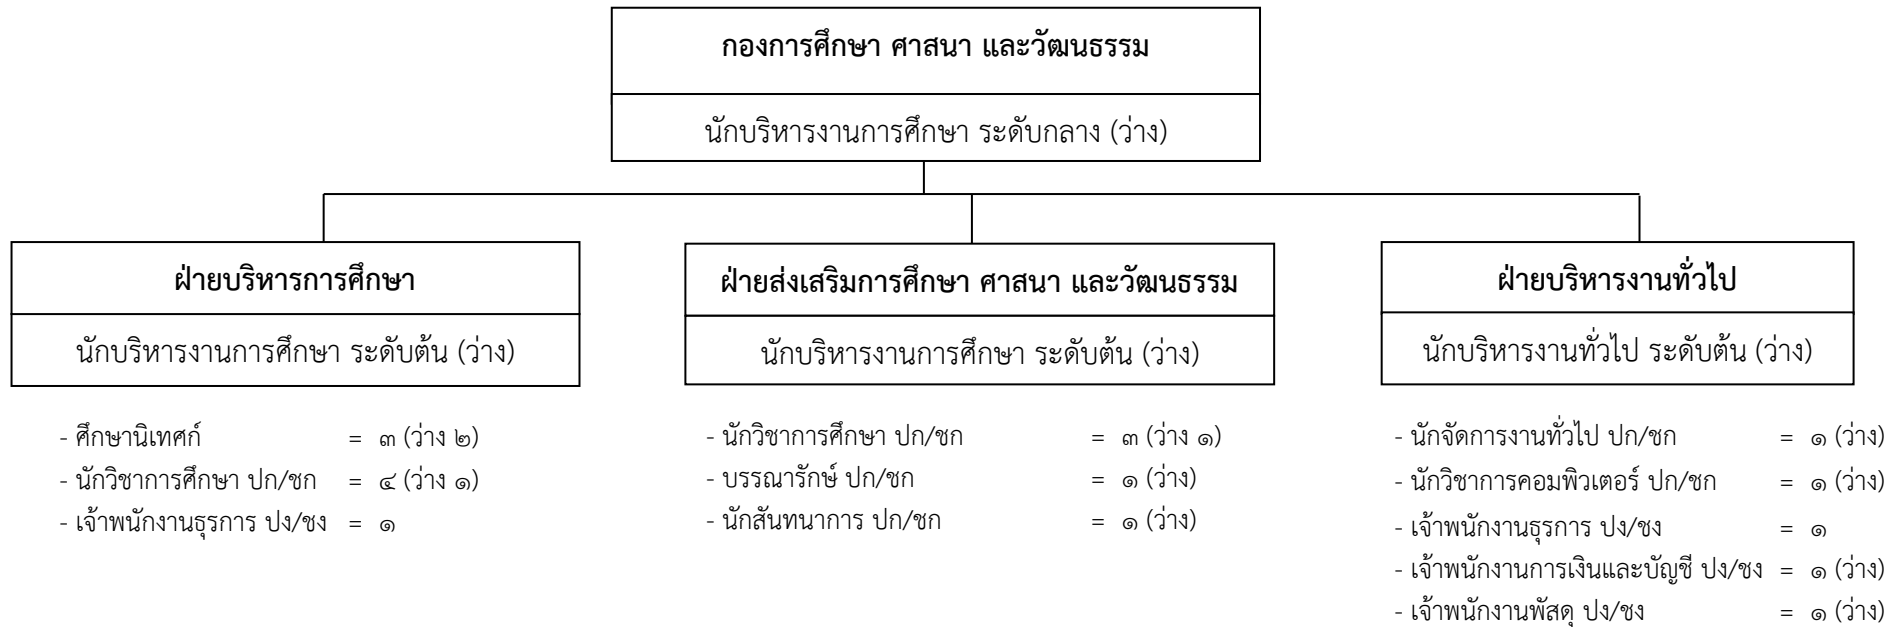 กองการศึกษา ศาสนา และวัฒนธรรม
นักบริหารงานการศึกษา ระดับกลาง (ว่าง)
ฝ่ายบริหารการศึกษา
นักบริหารงานการศึกษา ระดับต้น (ว่าง)
- ศึกษานิเทศก์ = ๓ (ว่าง ๒)
- นักวิชาการศึกษา ปก/ชก = ๔ (ว่าง ๑)
- เจ้าพนักงานธุรการ ปง/ชง = ๑
ฝ่ายส่งเสริมการศึกษา ศาสนา และวัฒนธรรม
นักบริหารงานการศึกษา ระดับต้น (ว่าง)
- นักวิชาการศึกษา ปก/ชก = ๓ (ว่าง ๑)
- บรรณารักษ์ ปก/ชก = ๑ (ว่าง)
- นักสันทนาการ ปก/ชก = ๑ (ว่าง)
ฝ่ายบริหารงานทั่วไป
นักบริหารงานทั่วไป ระดับต้น (ว่าง)
- นักจัดการงานทั่วไป ปก/ชก = ๑ (ว่าง)
- นักวิชาการคอมพิวเตอร์ ปก/ชก = ๑ (ว่าง)
- เจ้าพนักงานธุรการ ปง/ชง = ๑
- เจ้าพนักงานการเงินและบัญชี ปง/ชง = ๑ (ว่าง)
- เจ้าพนักงานพัสดุ ปง/ชง = ๑ (ว่าง)